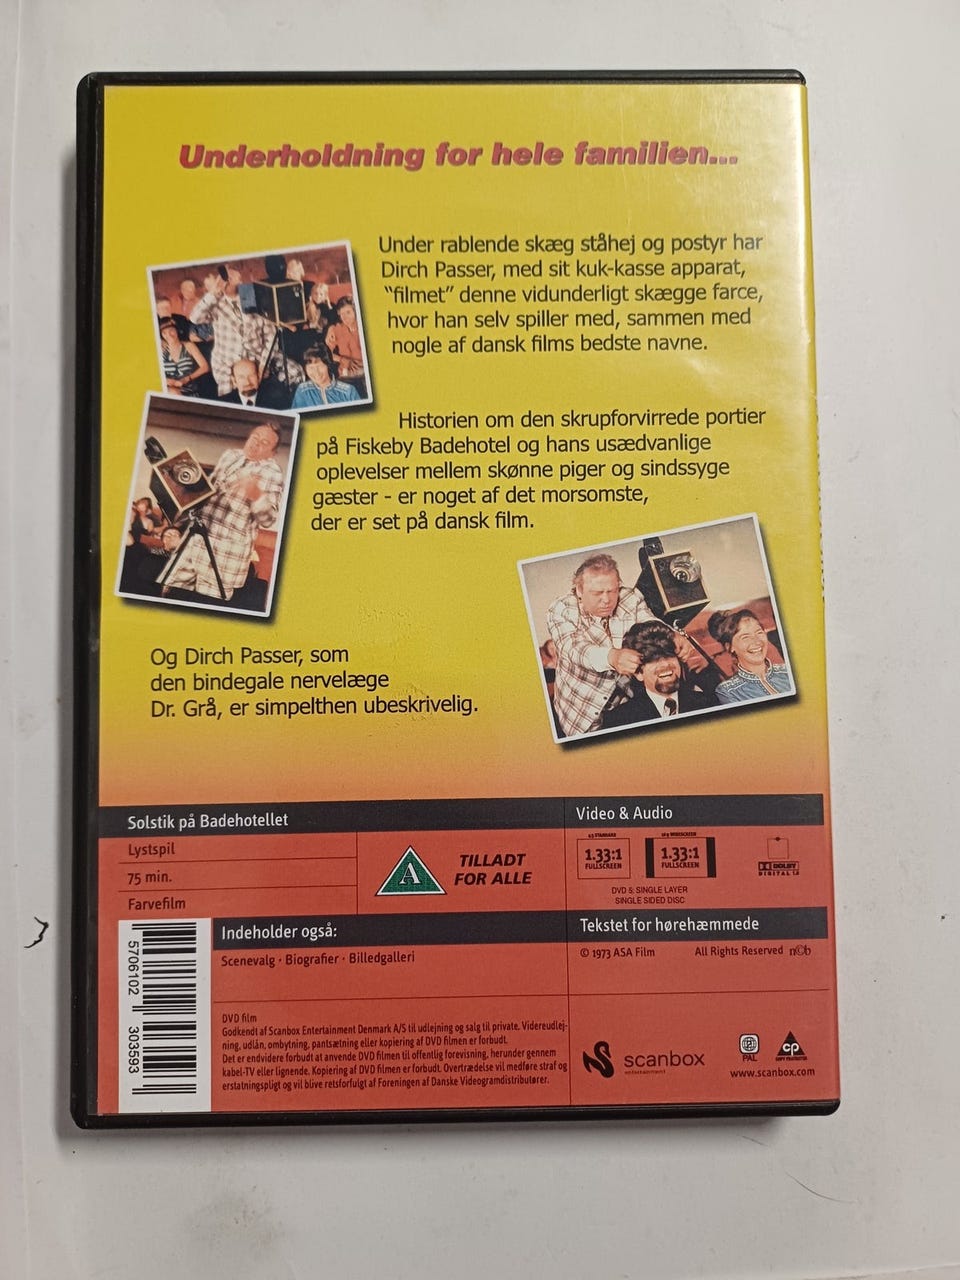 Underholdning for hele familien...
Under rablende skæg ståhej og postyr har
Dirch Passer, med sit kuk-kasse apparat,
"filmet" denne vidunderligt skægge farce,
hvor han selv spiller med, sammen med
nogle af dansk films bedste navne.
Historien om den skrupforvirrede portier
på Fiskeby Badehotel og hans usædvanlige
oplevelser mellem skønne piger og sindssyge
gæster - er noget af det morsomste,
der er set på dansk film.
Og Dirch Passer, som
den bindegale nervelæge
Dr. Grå, er simpelthen ubeskrivelig.
Solstik på Badehotellet
Lystspil
75 min.
Farvefilm
A
TILLADT
FOR ALLE
Video & Audio
4:3 STANDARD
1.33:1
FULLSCREEN
16:9 WIDESCREEN
1.33:1
FULLSCREEN
DOLBY
DIGITAL
DVD 5: SINGLE LAYER
SINGLE SIDED DISC
5706102 303593
Indeholder også:
Scenevalg · Biografier · Billedgalleri
Tekstet for hørehæmmede
© 1973 ASA Film
All Rights Reserved
n©b
DVD film
Godkendt af Scanbox Entertainment Denmark A/S til udlejning og salg til private. Videreudlej-
ning, udlån, ombytning, pantsætning eller kopiering af DVD filmen er forbudt.
Det er endvidere forbudt at anvende DVD filmen til offentlig forevisning, herunder gennem
kabel-TV eller lignende. Kopiering af DVD filmen er forbudt. Overtrædelse vil medføre straf og
erstatningspligt og vil blive retsforfulgt af Foreningen af Danske Videogramdistributører.
scanbox
entertainment
PAL
CP
COPY PROTECTED
www.scanbox.com